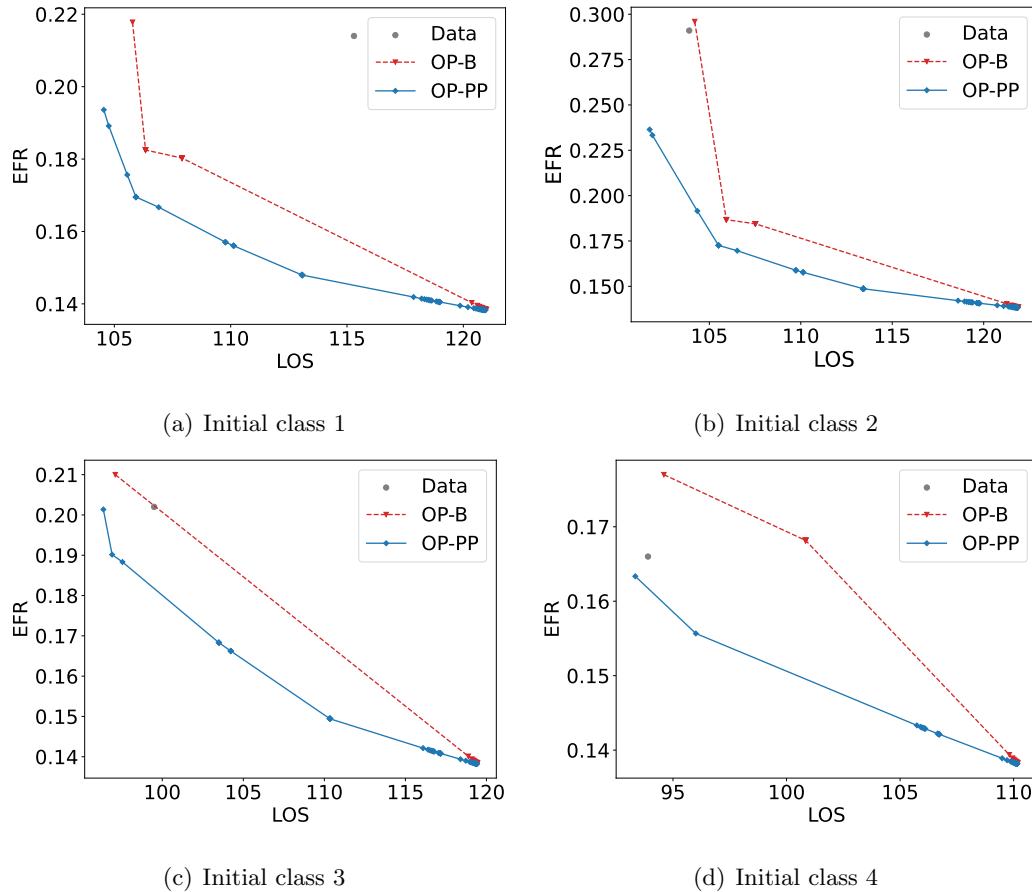 0.22
0.20
0.18
0.16
0.14
EFR
105
110
115
120
LOS
Data
OP-B
OP-PP
(a) Initial class 1
0.300
0.275
0.250
0.225
0.200
0.175
0.150
EFR
105
110
115
120
LOS
Data
OP-B
OP-PP
(b) Initial class 2
0.21
0.20
0.19
0.18
0.17
0.16
0.15
0.14
EFR
100
105
110
115
120
LOS
Data
OP-B
OP-PP
(c) Initial class 3
0.17
0.16
0.15
0.14
EFR
95
100
105
110
LOS
Data
OP-B
OP-PP
(d) Initial class 4